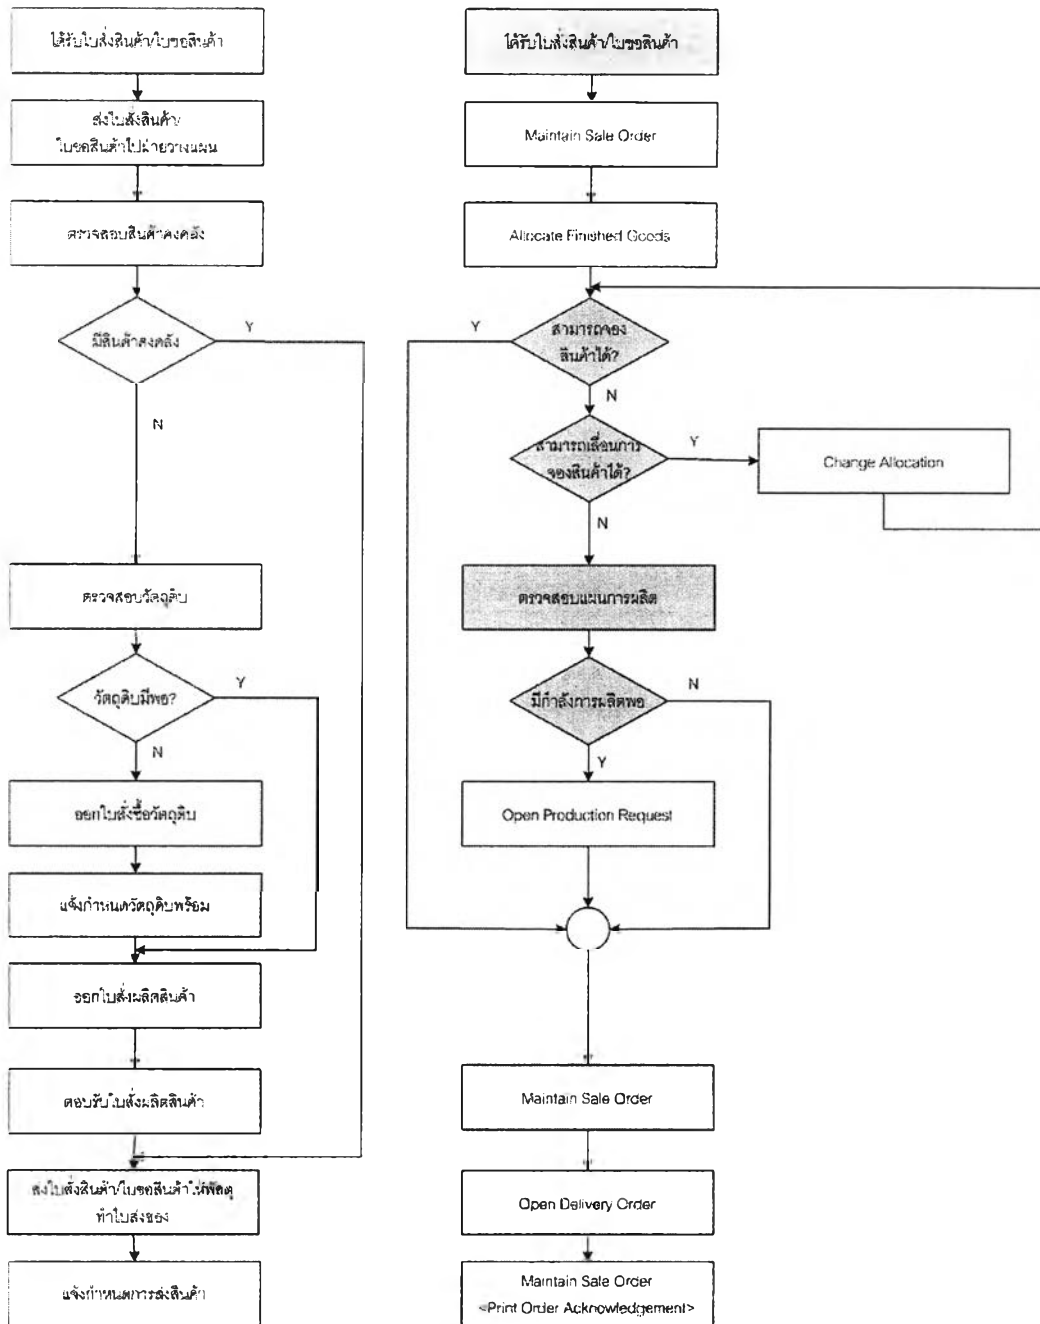 ได้รับใบสั่งสินค้า/ใบขอสินค้า
ส่งใบสั่งสินค้า/
ใบขอสินค้าไปฝ่ายวางแผน
ตรวจสอบสินค้าคงคลัง
มีสินค้าคงคลัง
Y
N
ตรวจสอบวัตถุดิบ
วัตถุดิบมีพอ?
Y
N
ออกใบสั่งซื้อวัตถุดิบ
แจ้งกำหนดวัตถุดิบพร้อม
ออกใบสั่งผลิตสินค้า
ตอบรับใบสั่งผลิตสินค้า
ส่งใบสั่งสินค้า/ใบขอสินค้าให้พัสดุ
ทำใบส่งของ
แจ้งกำหนดการส่งสินค้า
ได้รับใบสั่งสินค้า/ใบขอสินค้า
Maintain Sale Order
Allocate Finished Goods
สามารถจอง
สินค้าได้?
Y
N
สามารถเลื่อนการ
จองสินค้าได้?
Y
Change Allocation
N
ตรวจสอบแผนการผลิต
มีกำลังการผลิตพอ
N
Y
Open Production Request
Maintain Sale Order
Open Delivery Order
Maintain Sale Order
<Print Order Acknowledgement>